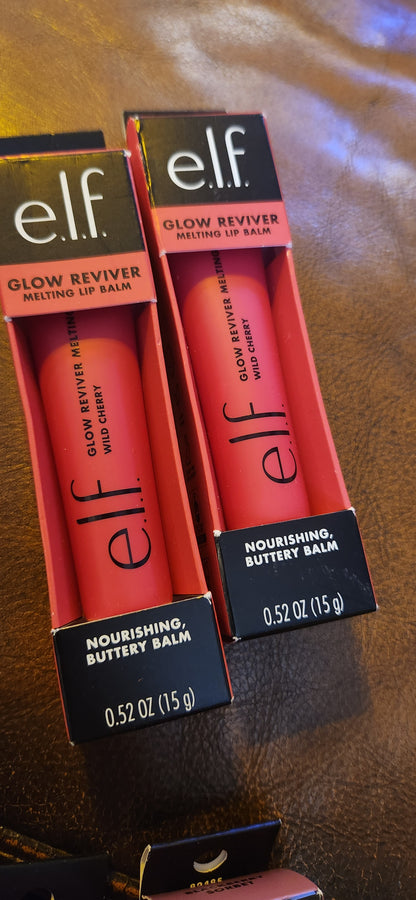 e.l.f.
GLOW REVIVER
MELTING LIP BALM
GLOW REVIVER MELTING
WILD CHERRY
e.l.f.
NOURISHING,
BUTTERY BALM
0.52 OZ (15 g)
e.l.f.
GLOW REVIVER
MELTING LIP BALM
GLOW REVIVER MELTING
WILD CHERRY
e.l.f.
NOURISHING,
BUTTERY BALM
0.52 OZ (15 g)
SORBET